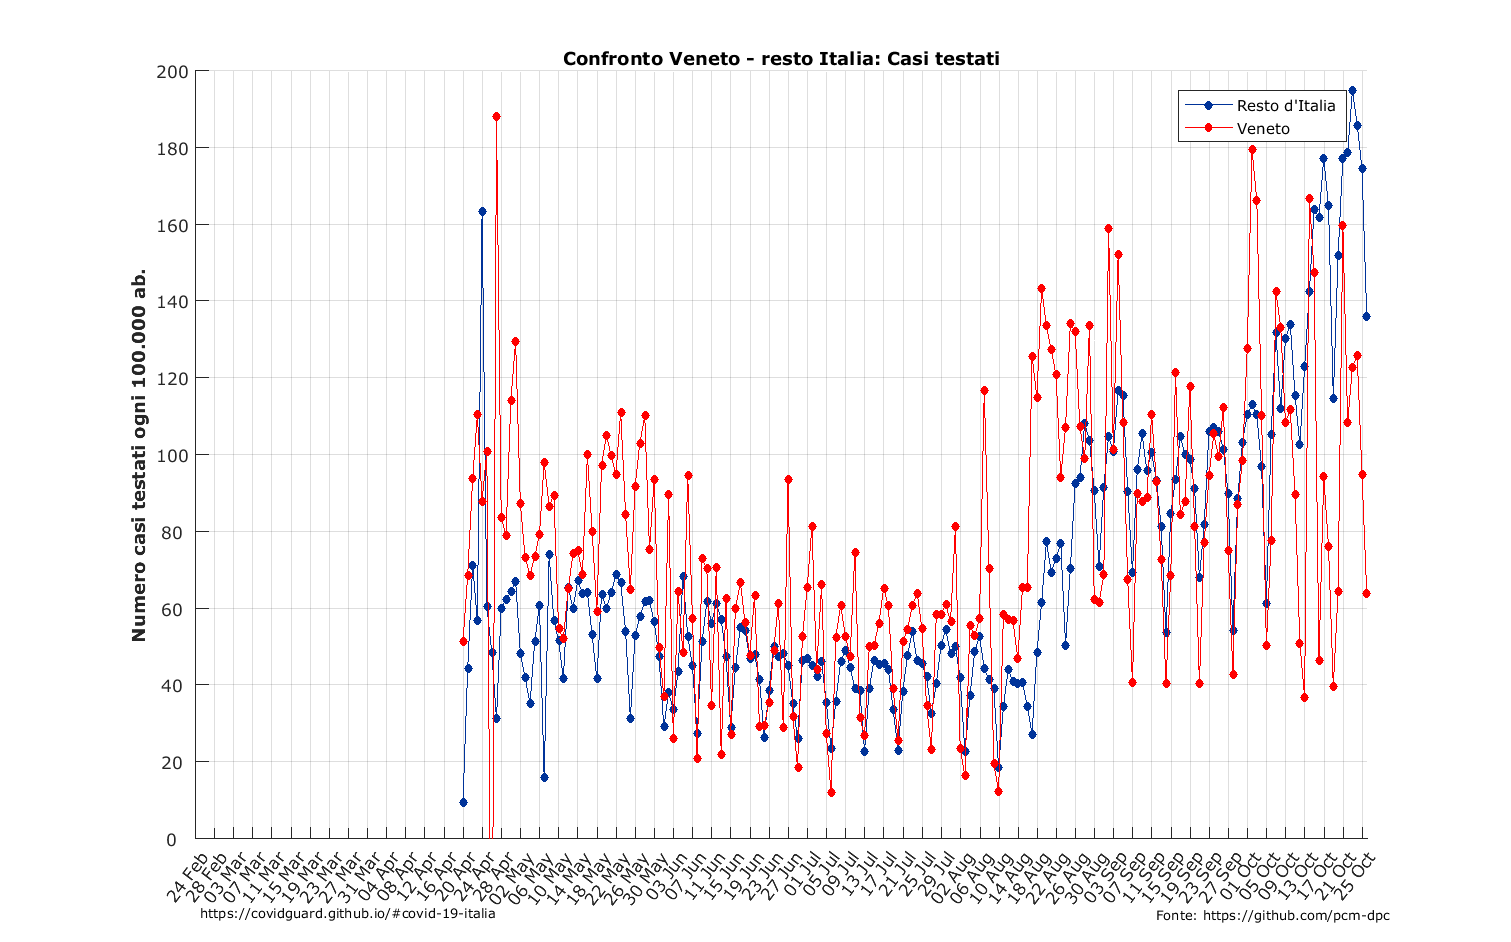 Confronto Veneto - resto Italia: Casi testati
Numero casi testati ogni 100.000 ab.
200
180
160
140
120
100
80
60
40
20
0
Resto d'Italia
Veneto
24 Feb
28 Feb
03 Mar
07 Mar
11 Mar
15 Mar
19 Mar
23 Mar
27 Mar
31 Mar
04 Apr
08 Apr
12 Apr
16 Apr
20 Apr
24 Apr
28 Apr
02 May
06 May
10 May
14 May
18 May
22 May
26 May
30 May
03 Jun
07 Jun
11 Jun
15 Jun
19 Jun
23 Jun
27 Jun
01 Jul
05 Jul
09 Jul
13 Jul
17 Jul
21 Jul
25 Jul
29 Jul
02 Aug
06 Aug
10 Aug
14 Aug
18 Aug
22 Aug
26 Aug
30 Aug
03 Sep
07 Sep
11 Sep
15 Sep
19 Sep
23 Sep
27 Sep
01 Oct
05 Oct
09 Oct
13 Oct
17 Oct
21 Oct
25 Oct
https://covidguard.github.io/#covid-19-italia
Fonte: https://github.com/pcm-dpc